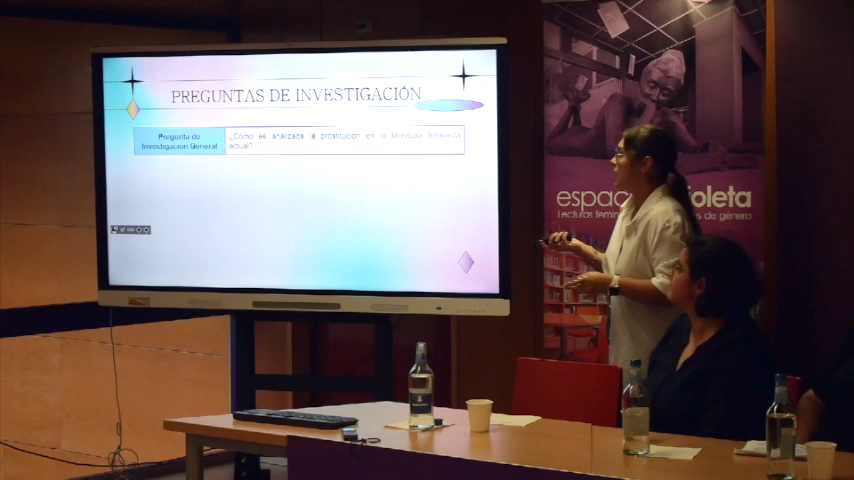 PREGUNTAS DE INVESTIGACIÓN
Pregunta de
Investigación General
¿Cómo es analizada la prostitución en la literatura feminista
actual?
espac ioleta
Lecturas femin as de género